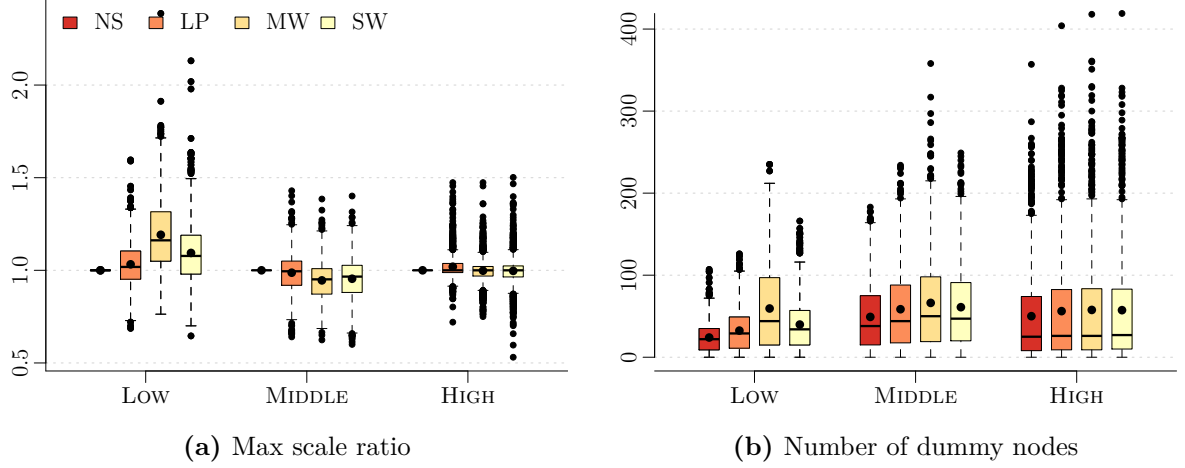 NS LP MW SW
2.0
1.5
1.0
0.5
LOW MIDDLE HIGH
(a) Max scale ratio
400
300
200
100
0
LOW MIDDLE HIGH
(b) Number of dummy nodes